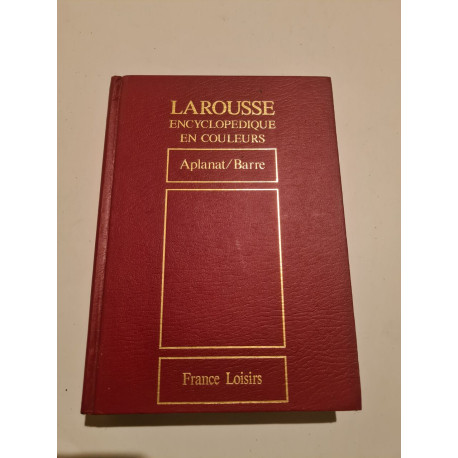 LAROUSSE
ENCYCLOPEDIQUE
EN COULEURS
Aplanat/Barre
France Loisirs